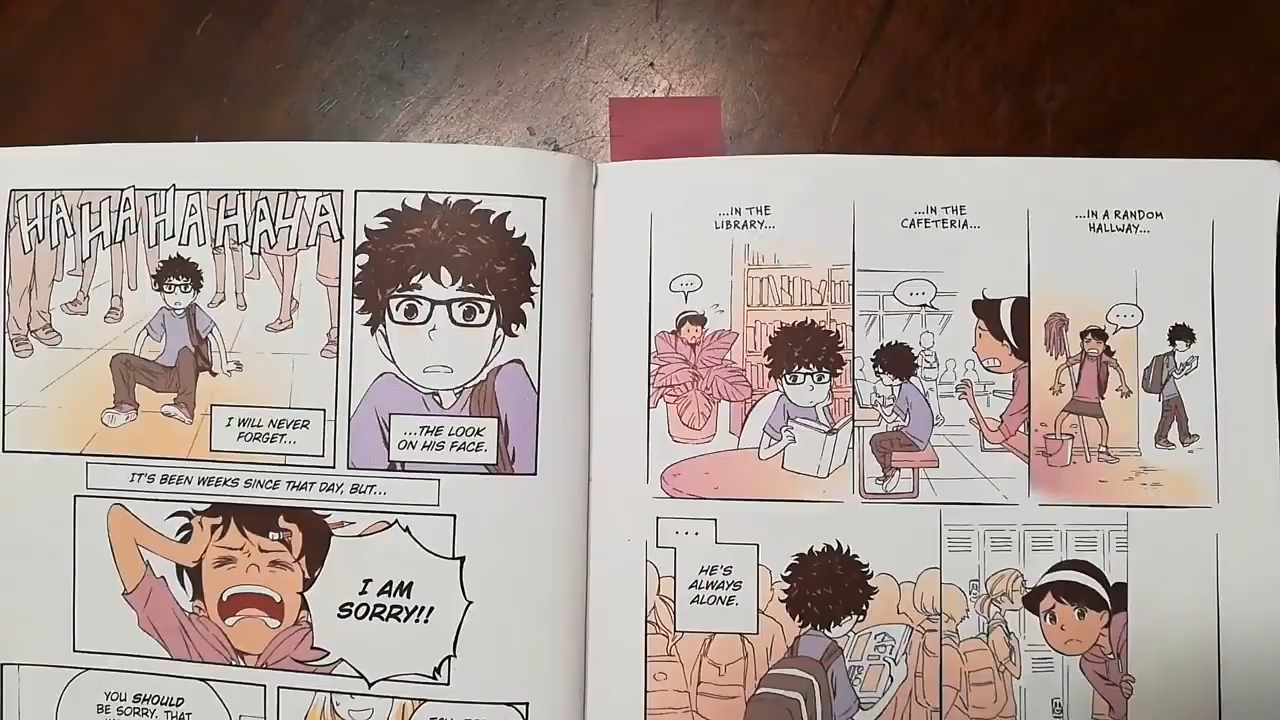 HAHAHAHAHA
I WILL NEVER
FORGET...
...THE LOOK
ON HIS FACE.
IT'S BEEN WEEKS SINCE THAT DAY, BUT...
I AM
SORRY!!
YOU SHOULD
BE SORRY. THAT
...IN THE
LIBRARY...
...IN THE
CAFETERIA...
...IN A RANDOM
HALLWAY...
...
...
...
...
HE'S
ALWAYS
ALONE.